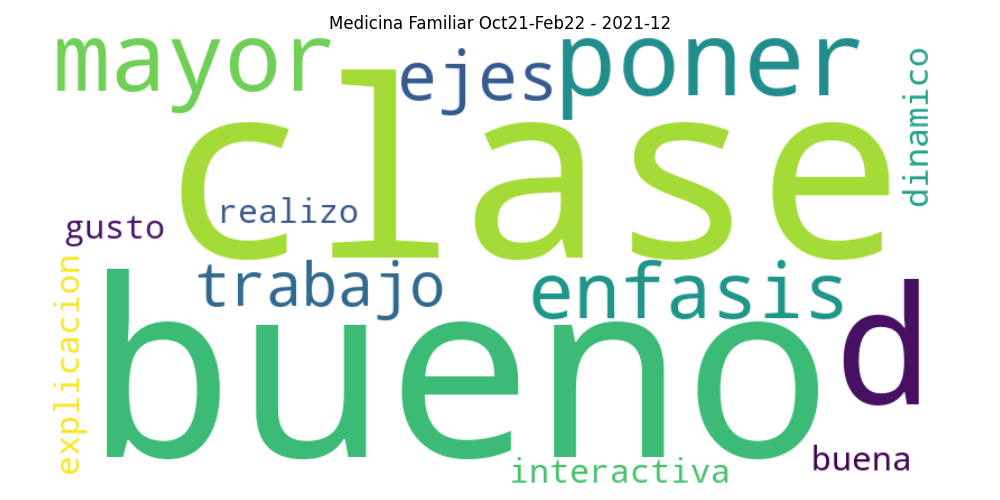 Medicina Familiar Oct21-Feb22 - 2021-12
mayor
ejes
poner
dinamico
clase
realizo
gusto
trabajo
enfasis
explicacion
bueno
d
interactiva
buena